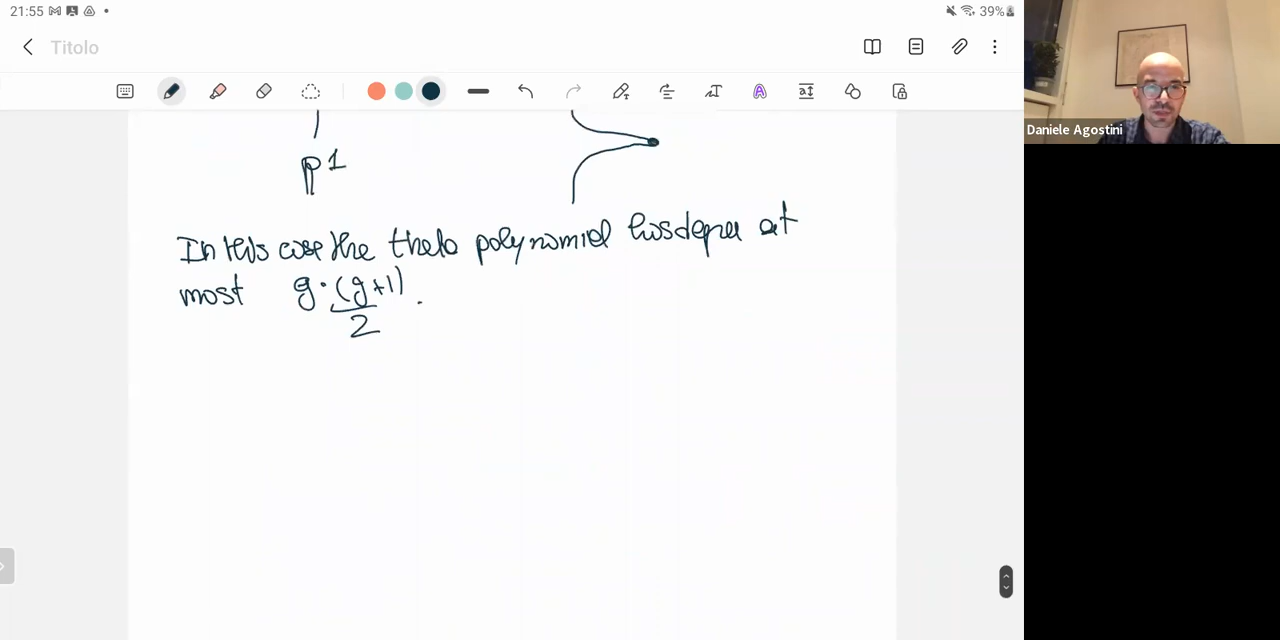 21:55
39%
Titolo
Daniele Agostini
P1
In this case the theta polynomial has degree at
most g·(g+1)/2.